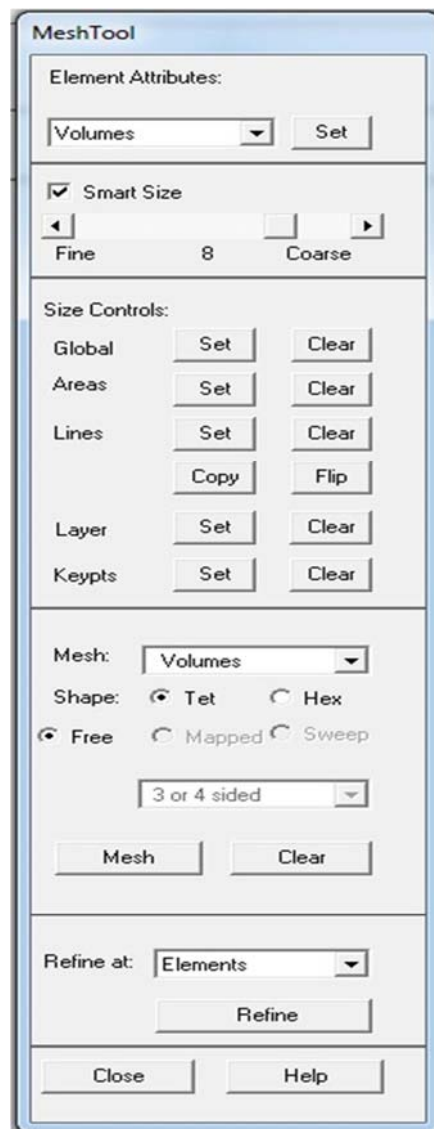 MeshTool
Element Attributes:
Volumes Set
Smart Size
Fine 8 Coarse
Size Controls:
Global Set Clear
Areas Set Clear
Lines Set Clear
Copy Flip
Layer Set Clear
Keypts Set Clear
Mesh: Volumes
Shape: Tet Hex
Free Mapped Sweep
3 or 4 sided
Mesh Clear
Refine at: Elements
Refine
Close Help